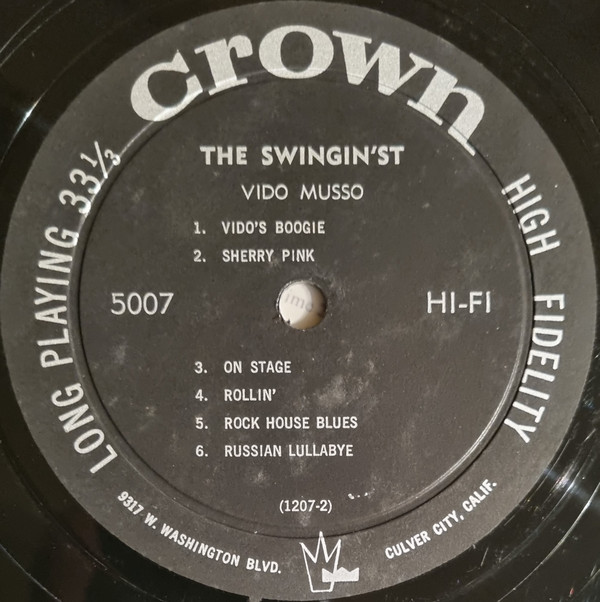 crown
LONG PLAYING 33⅓
HIGH FIDELITY
THE SWINGIN'ST
VIDO MUSSO
1. VIDO'S BOOGIE
2. SHERRY PINK
5007
HI-FI
3. ON STAGE
4. ROLLIN'
5. ROCK HOUSE BLUES
6. RUSSIAN LULLABYE
(1207-2)
9317 W. WASHINGTON BLVD.
CULVER CITY, CALIF.